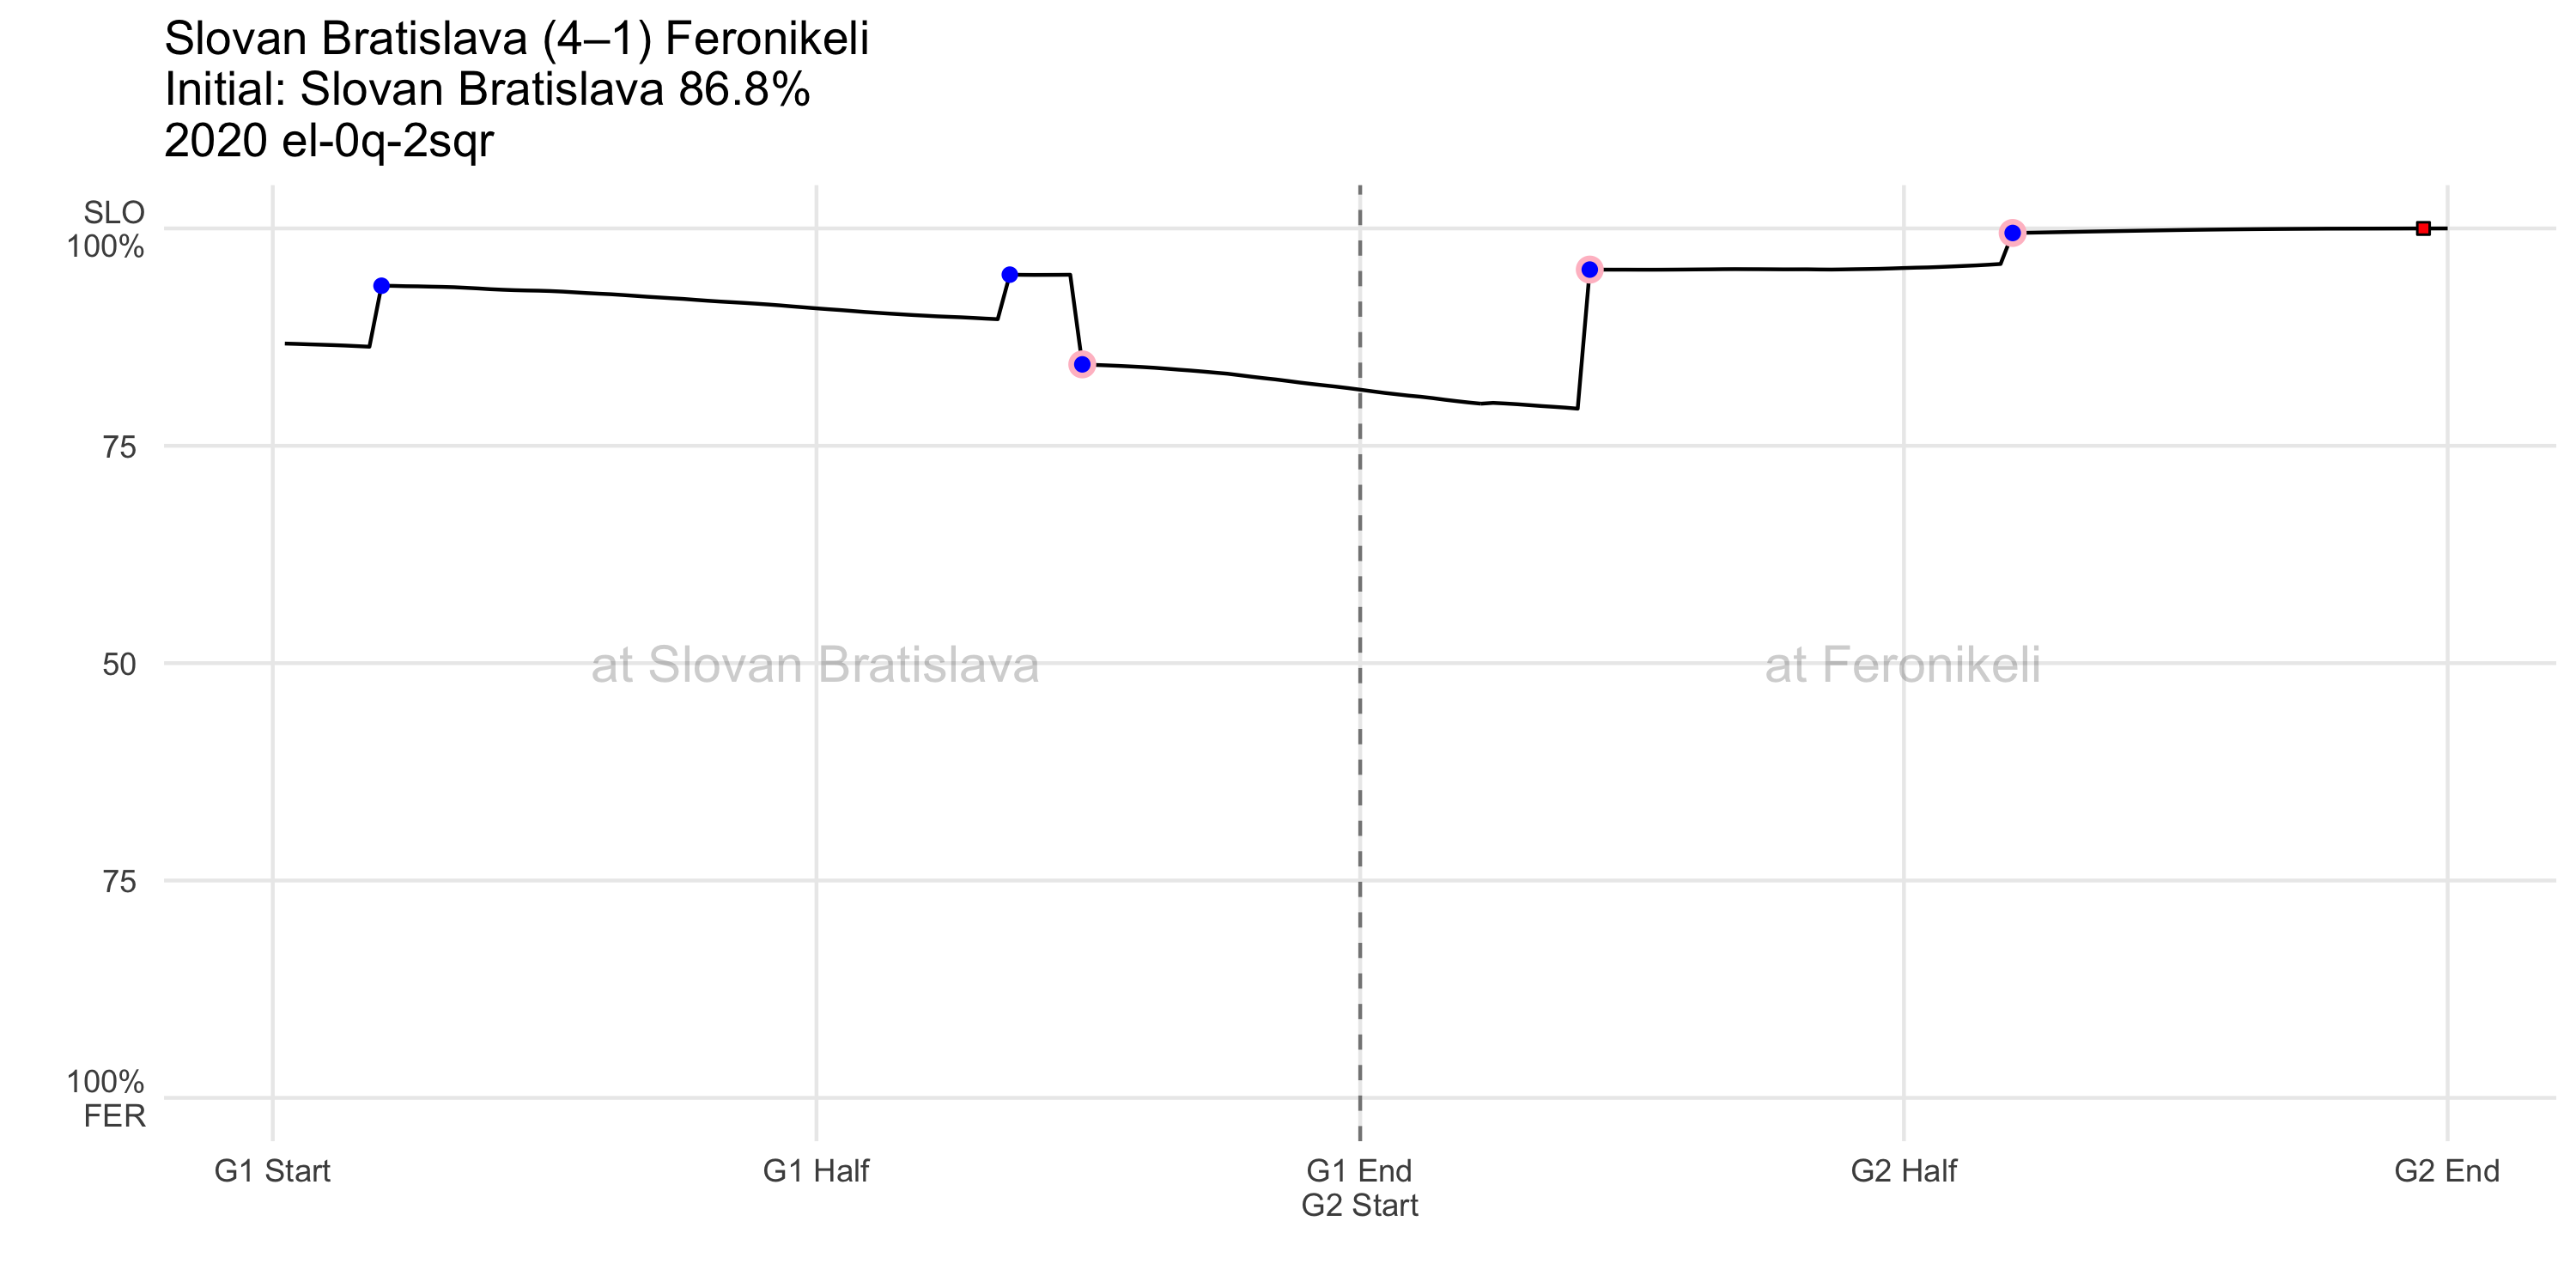 Slovan Bratislava (4–1) Feronikeli
Initial: Slovan Bratislava 86.8%
2020 el-0q-2sqr
SLO
100%
75
50
at Slovan Bratislava
at Feronikeli
75
100%
FER
G1 Start
G1 Half
G1 End
G2 Start
G2 Half
G2 End